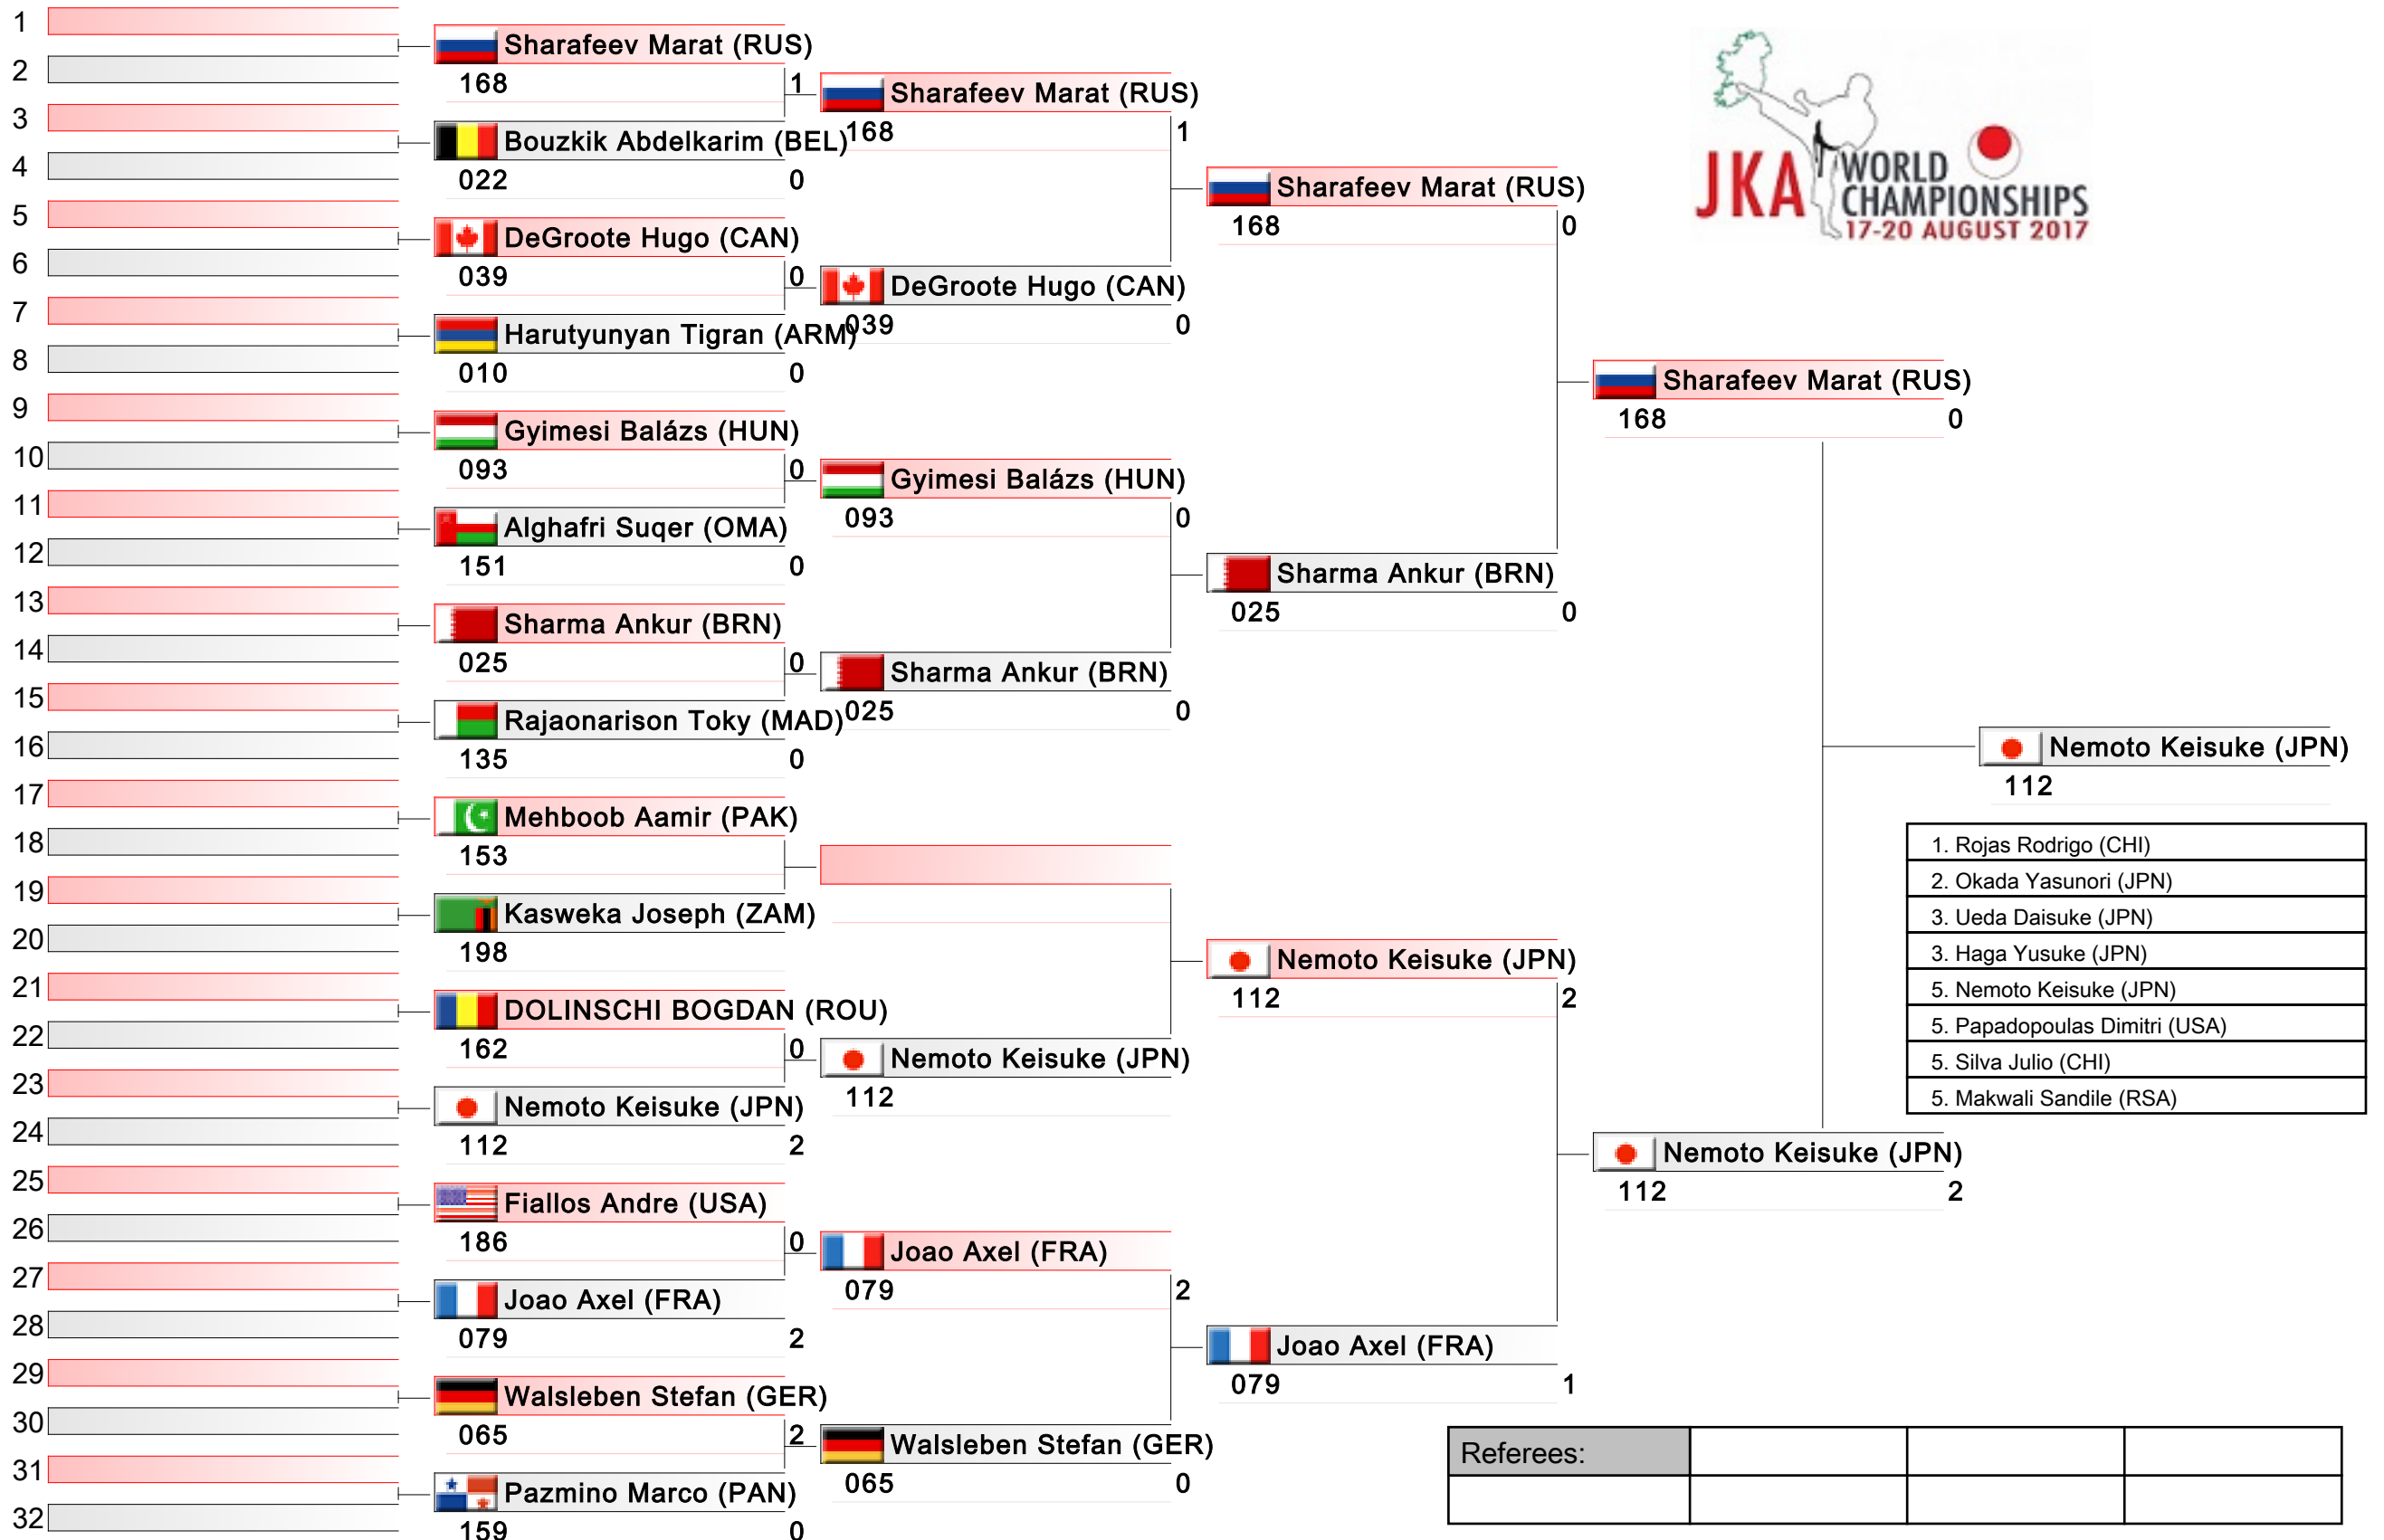 1
2
3
4
5
6
7
8
9
10
11
12
13
14
15
16
17
18
19
20
21
22
23
24
25
26
27
28
29
30
31
32
Sharafeev Marat (RUS)
168 1
Bouzkik Abdelkarim (BEL)
022 0
DeGroote Hugo (CAN)
039 0
Harutyunyan Tigran (ARM)
010 0
Gyimesi Balázs (HUN)
093 0
Alghafri Suqer (OMA)
151 0
Sharma Ankur (BRN)
025 0
Rajaonarison Toky (MAD)
135 0
Mehboob Aamir (PAK)
153
Kasweka Joseph (ZAM)
198
DOLINSCHI BOGDAN (ROU)
162 0
Nemoto Keisuke (JPN)
112 2
Fiallos Andre (USA)
186 0
Joao Axel (FRA)
079 2
Walsleben Stefan (GER)
065 2
Pazmino Marco (PAN)
159 0
Sharafeev Marat (RUS)
168 1
DeGroote Hugo (CAN)
039 0
Gyimesi Balázs (HUN)
093 0
Sharma Ankur (BRN)
025 0
Nemoto Keisuke (JPN)
112
Joao Axel (FRA)
079 2
Walsleben Stefan (GER)
065 0
Sharafeev Marat (RUS)
168 0
Sharma Ankur (BRN)
025 0
Nemoto Keisuke (JPN)
112 2
Joao Axel (FRA)
079 1
Sharafeev Marat (RUS)
168 0
Nemoto Keisuke (JPN)
112 2
Nemoto Keisuke (JPN)
112
JKA WORLD
CHAMPIONSHIPS
17-20 AUGUST 2017
1. Rojas Rodrigo (CHI)
2. Okada Yasunori (JPN)
3. Ueda Daisuke (JPN)
3. Haga Yusuke (JPN)
5. Nemoto Keisuke (JPN)
5. Papadopoulas Dimitri (USA)
5. Silva Julio (CHI)
5. Makwali Sandile (RSA)
Referees: